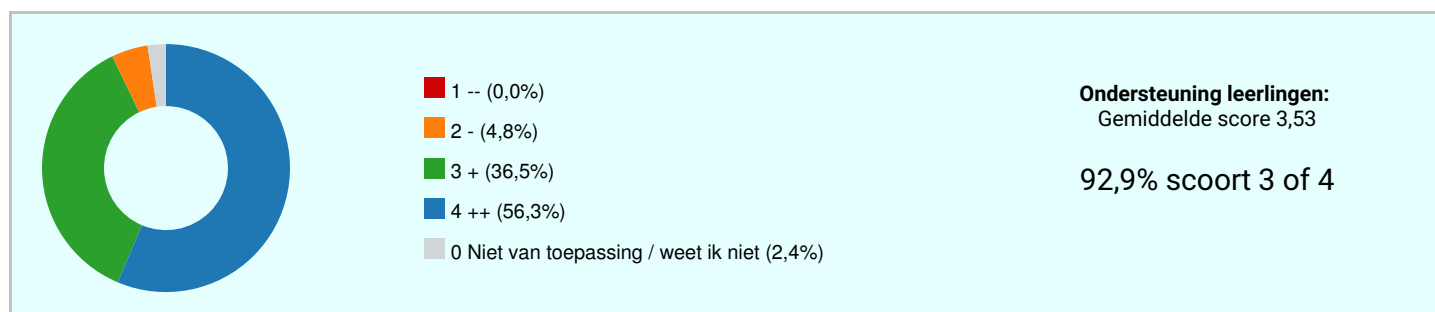 1 -- (0,0%)
2 - (4,8%)
3 + (36,5%)
4 ++ (56,3%)
0 Niet van toepassing / weet ik niet (2,4%)
Ondersteuning leerlingen:
Gemiddelde score 3,53
92,9% scoort 3 of 4